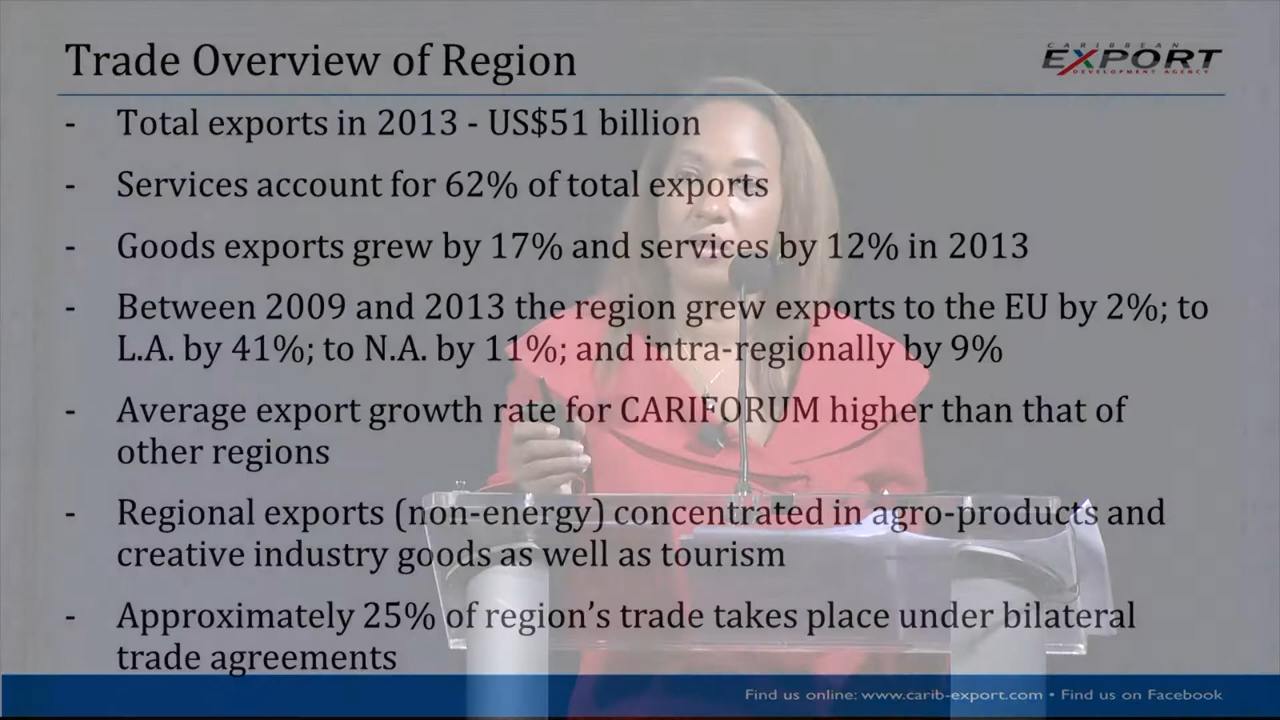 Trade Overview of Region
CARIBBEAN
EXPORT
DEVELOPMENT AGENCY
- Total exports in 2013 - US$51 billion
- Services account for 62% of total exports
- Goods exports grew by 17% and services by 12% in 2013
- Between 2009 and 2013 the region grew exports to the EU by 2%; to
L.A. by 41%; to N.A. by 11%; and intra-regionally by 9%
- Average export growth rate for CARIFORUM higher than that of
other regions
- Regional exports (non-energy) concentrated in agro-products and
creative industry goods as well as tourism
- Approximately 25% of region’s trade takes place under bilateral
trade agreements
Find us online: www.carib-export.com • Find us on Facebook